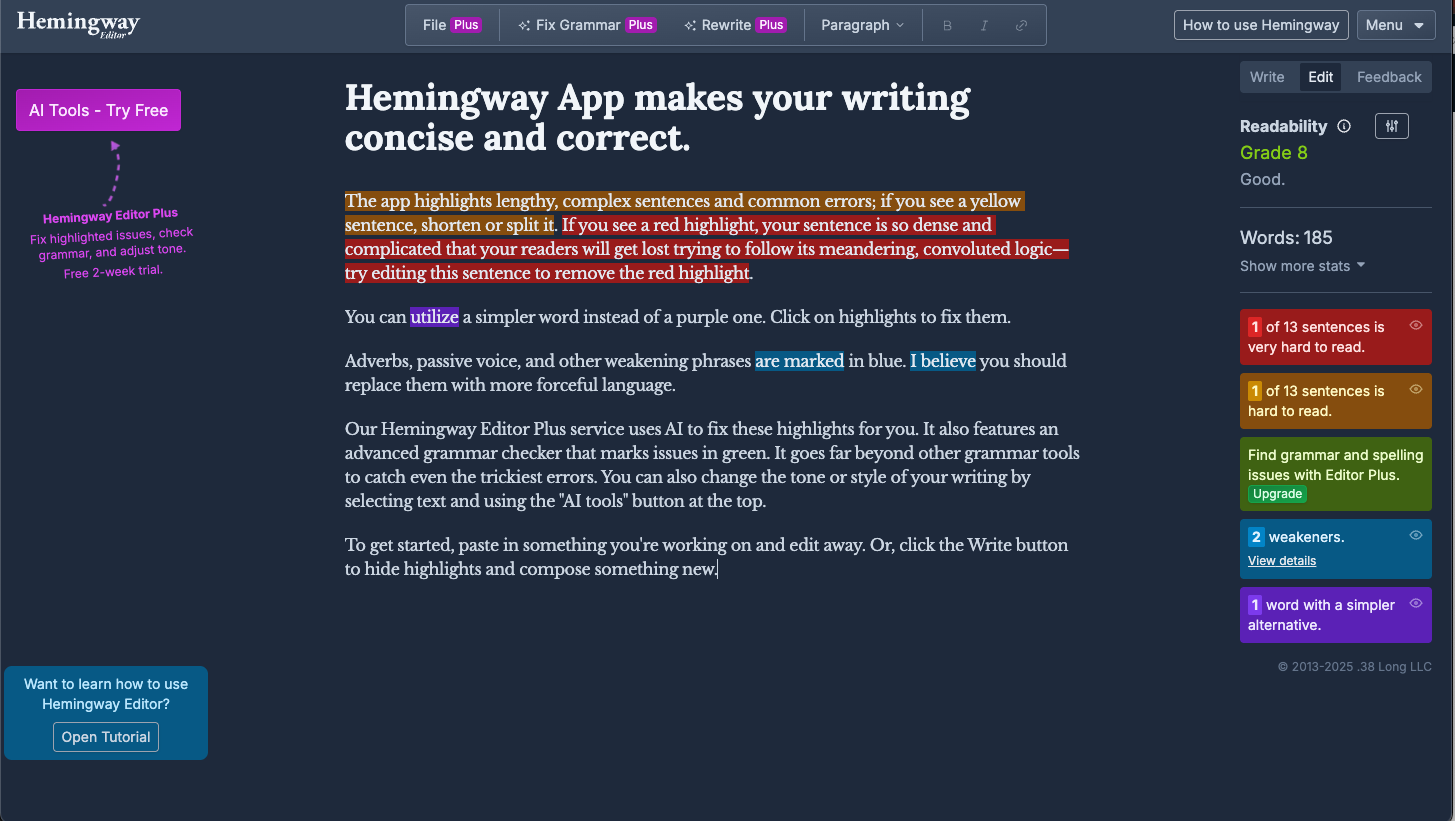 Hemingway
Editor
File Plus
Fix Grammar Plus
Rewrite Plus
Paragraph
B
I
How to use Hemingway
Menu
AI Tools - Try Free
Hemingway Editor Plus
Fix highlighted issues, check
grammar, and adjust tone.
Free 2-week trial.
Hemingway App makes your writing
concise and correct.
The app highlights lengthy, complex sentences and common errors; if you see a yellow
sentence, shorten or split it. If you see a red highlight, your sentence is so dense and
complicated that your readers will get lost trying to follow its meandering, convoluted logic—
try editing this sentence to remove the red highlight.
You can utilize a simpler word instead of a purple one. Click on highlights to fix them.
Adverbs, passive voice, and other weakening phrases are marked in blue. I believe you should
replace them with more forceful language.
Our Hemingway Editor Plus service uses AI to fix these highlights for you. It also features an
advanced grammar checker that marks issues in green. It goes far beyond other grammar tools
to catch even the trickiest errors. You can also change the tone or style of your writing by
selecting text and using the "AI tools" button at the top.
To get started, paste in something you're working on and edit away. Or, click the Write button
to hide highlights and compose something new.
Write
Edit
Feedback
Readability
Grade 8
Good.
Words: 185
Show more stats
1 of 13 sentences is
very hard to read.
1 of 13 sentences is
hard to read.
Find grammar and spelling
issues with Editor Plus.
Upgrade
2 weakeners.
View details
1 word with a simpler
alternative.
© 2013-2025 .38 Long LLC
Want to learn how to use
Hemingway Editor?
Open Tutorial